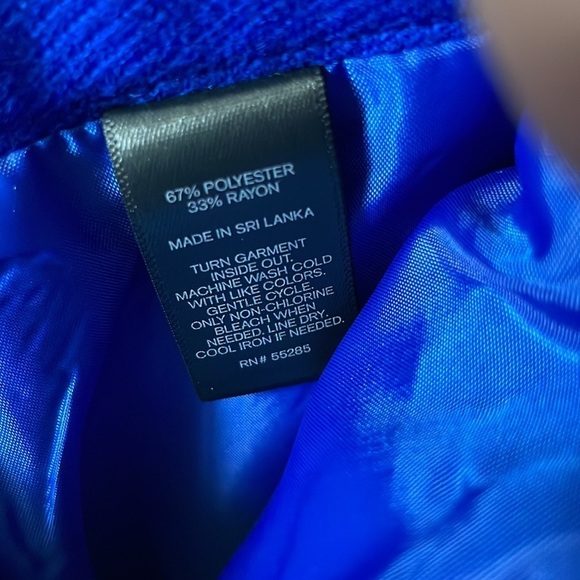 67% POLYESTER
33% RAYON
MADE IN SRI LANKA
TURN GARMENT
INSIDE OUT.
MACHINE WASH COLD
WITH LIKE COLORS.
GENTLE CYCLE.
ONLY NON-CHLORINE
BLEACH WHEN
NEEDED. LINE DRY.
COOL IRON IF NEEDED.
RN# 55285